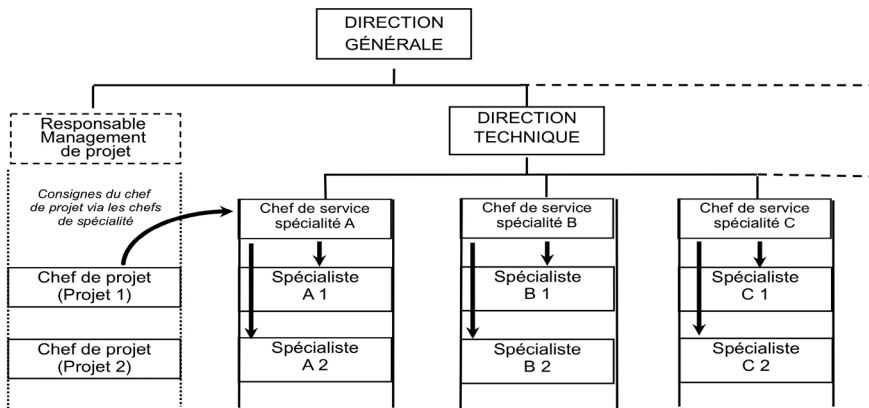 DIRECTION
GÉNÉRALE
Responsable
Management
de projet
DIRECTION
TECHNIQUE
Consignes du chef
de projet via les chefs
de spécialité
Chef de service
spécialité A
Chef de service
spécialité B
Chef de service
spécialité C
Chef de projet
(Projet 1)
Spécialiste
A 1
Spécialiste
B 1
Spécialiste
C 1
Chef de projet
(Projet 2)
Spécialiste
A 2
Spécialiste
B 2
Spécialiste
C 2